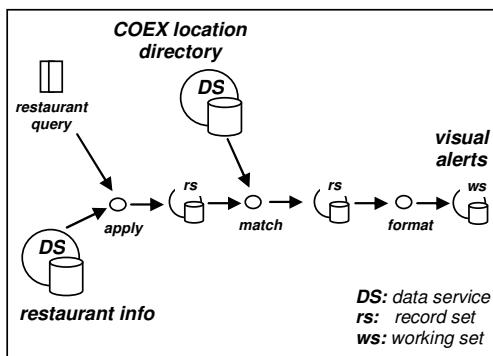 COEX location
directory
DS
restaurant
query
visual
alerts
rs
rs
ws
apply
match
format
DS
restaurant info
DS: data service
rs: record set
ws: working set